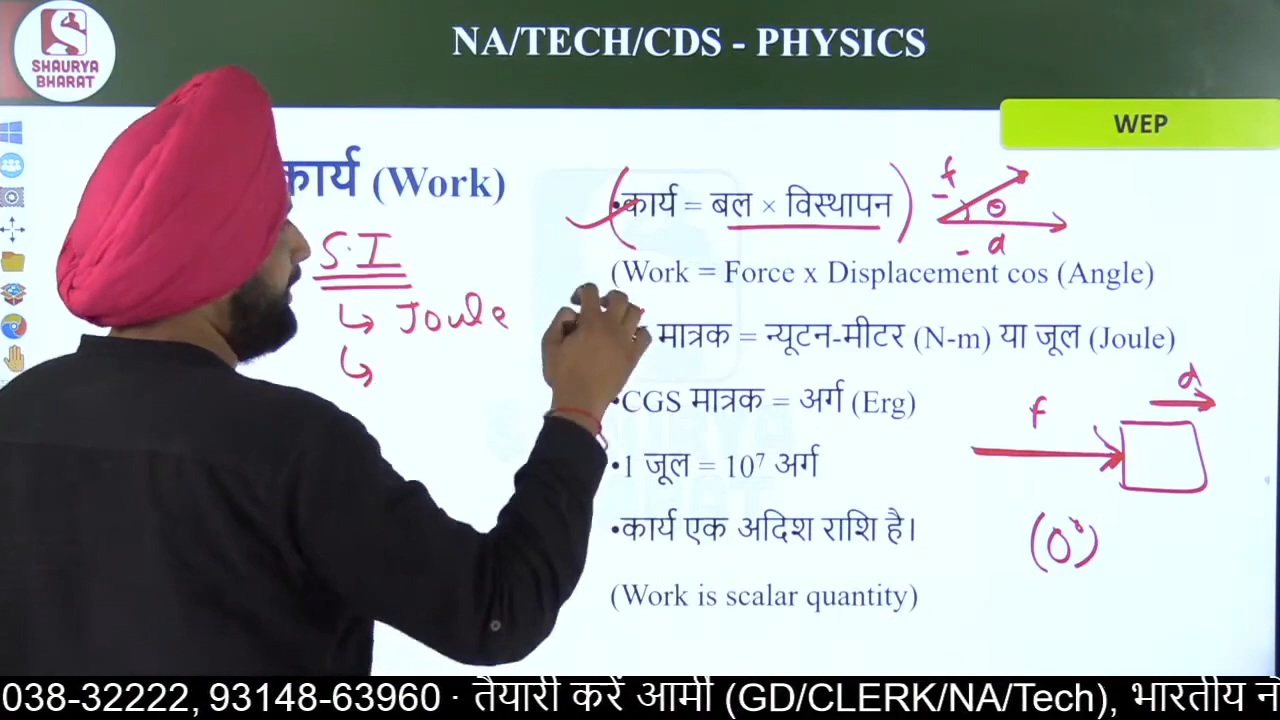 SHAURYA
BHARAT
NA/TECH/CDS - PHYSICS
WEP
कार्य (Work)
S.I
↳ Joule
↳
•कार्य = बल × विस्थापन
f
θ
d
(Work = Force x Displacement cos (Angle)
मात्रक = न्यूटन-मीटर (N-m) या जूल (Joule)
•CGS मात्रक = अर्ग (Erg)
•1 जूल = 10⁷ अर्ग
•कार्य एक अदिश राशि है।
(Work is scalar quantity)
f
d
(0°)
038-32222, 93148-63960 · तैयारी करें आर्मी (GD/CLERK/NA/Tech), भारतीय